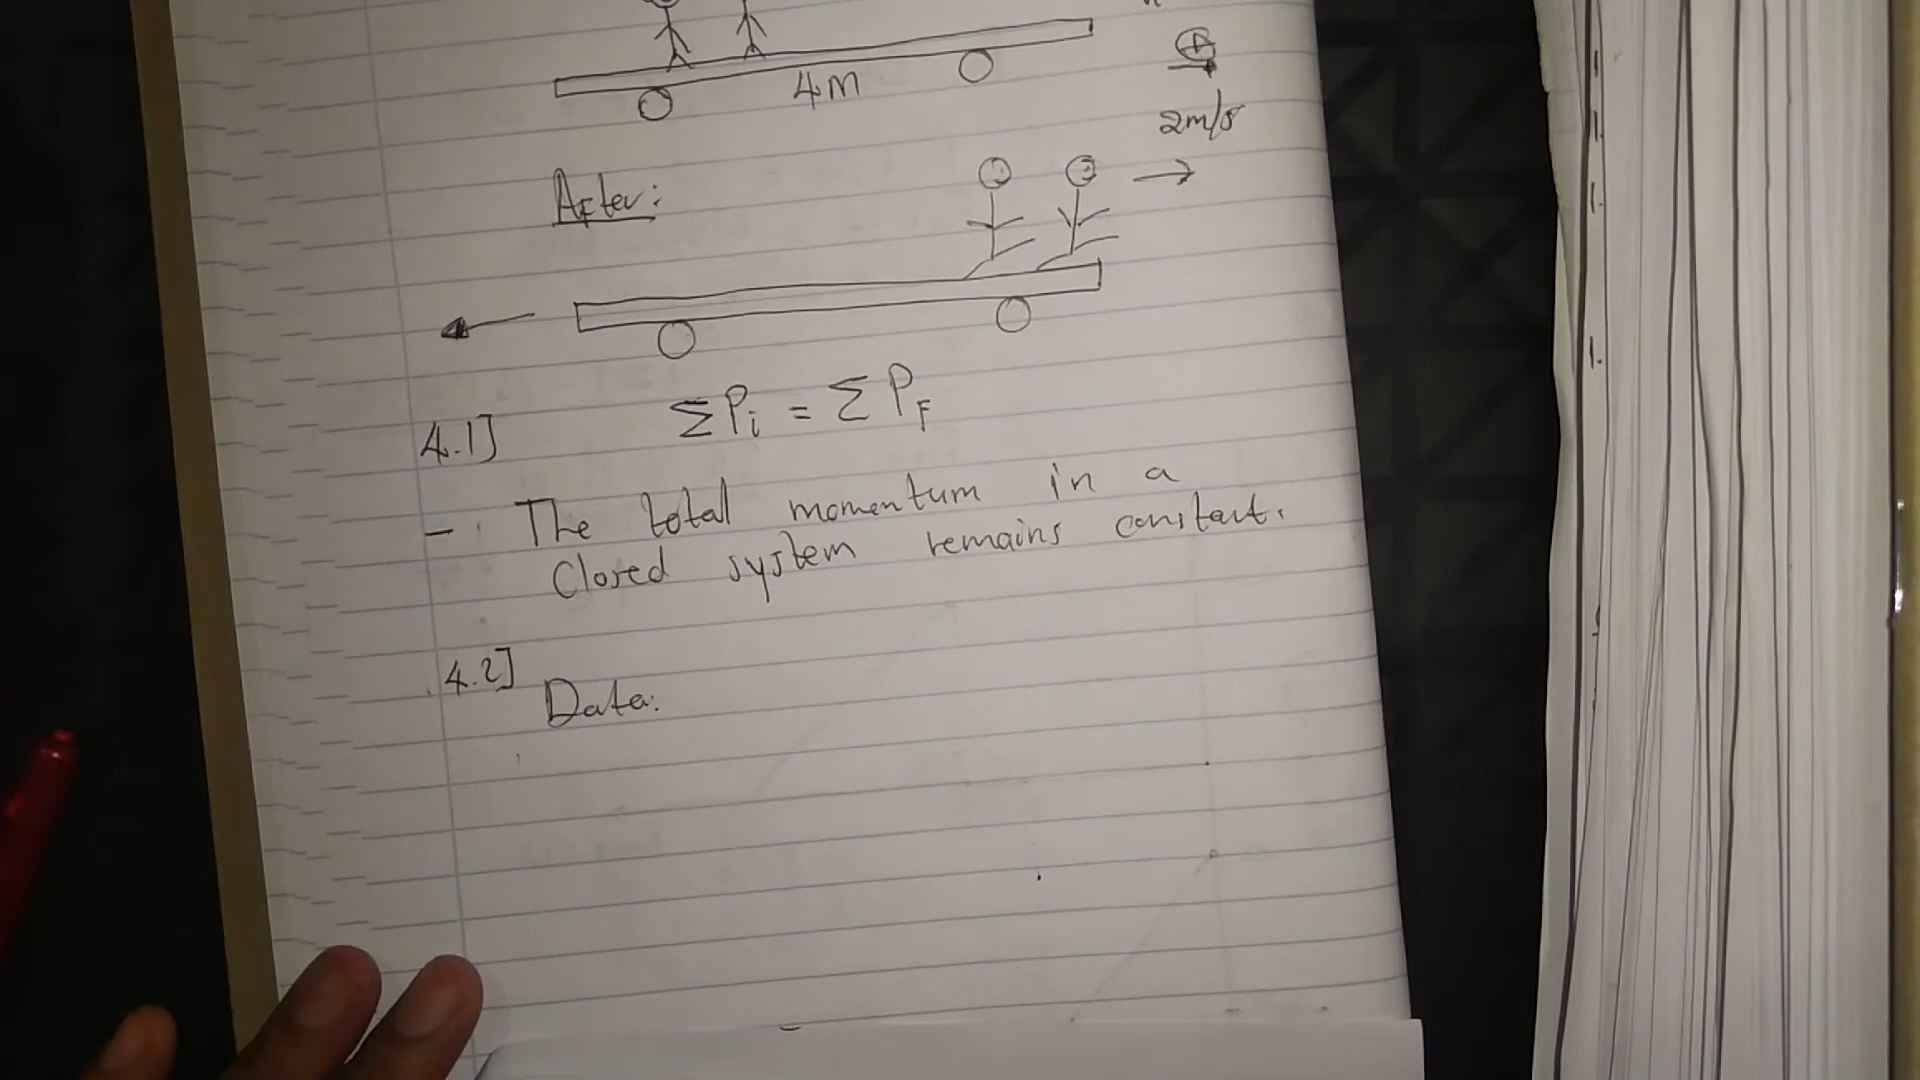 4M
2m/s
After:
4.1] ΣPi = ΣPF
- The total momentum in a
Closed system remains constant.
4.2]
Data: